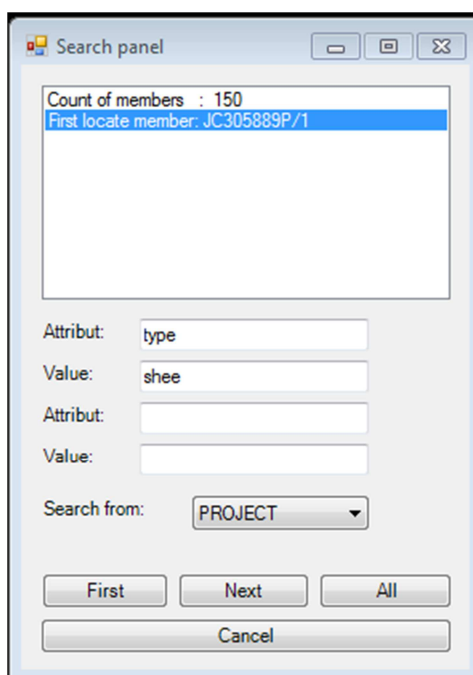 Search panel
Count of members : 150
First locate member: JC305889P/1
Attribut: type
Value: shee
Attribut:
Value:
Search from: PROJECT
First Next All
Cancel